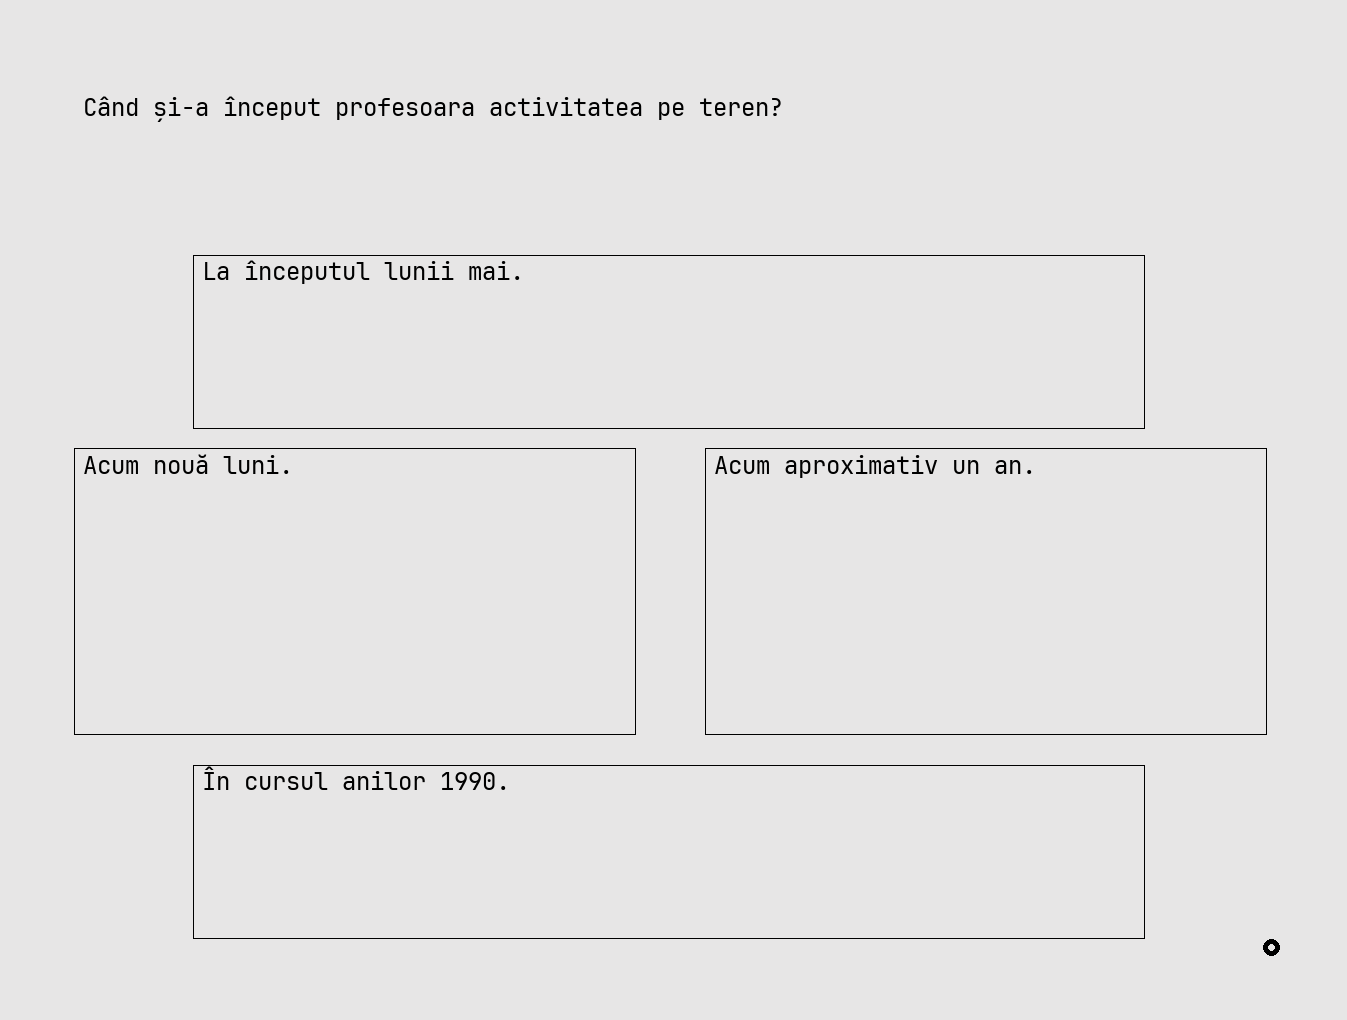 Când și-a început profesoara activitatea pe teren?
La începutul lunii mai.
Acum nouă luni.
Acum aproximativ un an.
În cursul anilor 1990.